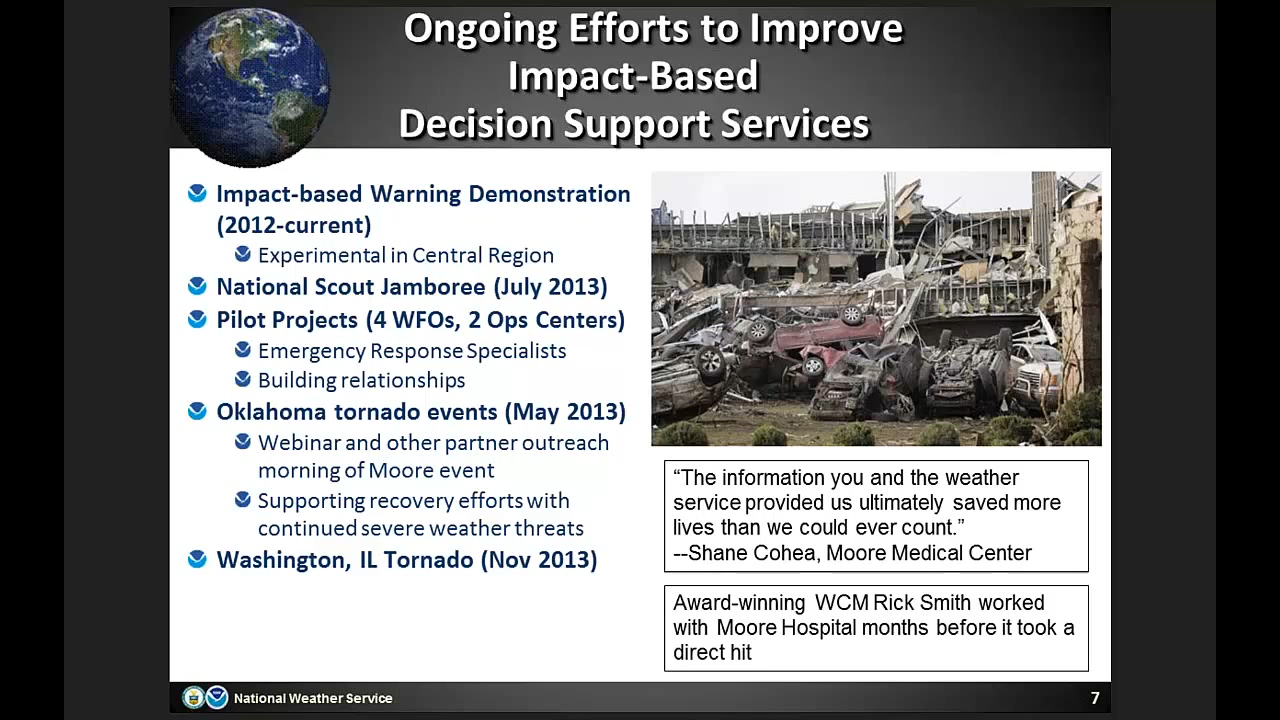 Ongoing Efforts to Improve
Impact-Based
Decision Support Services
Impact-based Warning Demonstration
(2012-current)
Experimental in Central Region
National Scout Jamboree (July 2013)
Pilot Projects (4 WFOs, 2 Ops Centers)
Emergency Response Specialists
Building relationships
Oklahoma tornado events (May 2013)
Webinar and other partner outreach
morning of Moore event
Supporting recovery efforts with
continued severe weather threats
Washington, IL Tornado (Nov 2013)
“The information you and the weather
service provided us ultimately saved more
lives than we could ever count.”
--Shane Cohea, Moore Medical Center
Award-winning WCM Rick Smith worked
with Moore Hospital months before it took a
direct hit
National Weather Service
7